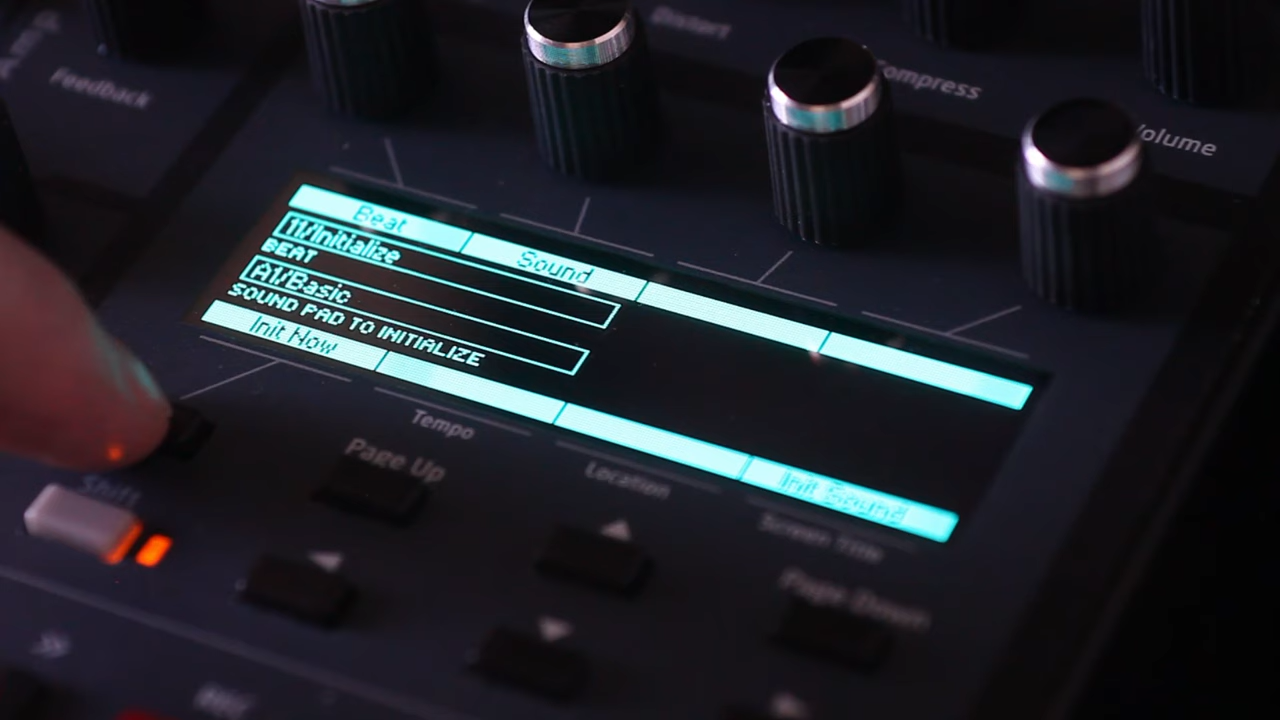 Feedback
Distort
Compress
Volume
Beat
Sound
11/Initialize
BEAT
A1/Basic
SOUND PAD TO INITIALIZE
Init Now
Init Sound
Tempo
Location
Screen Title
Page Up
Page Down
Shift
REC